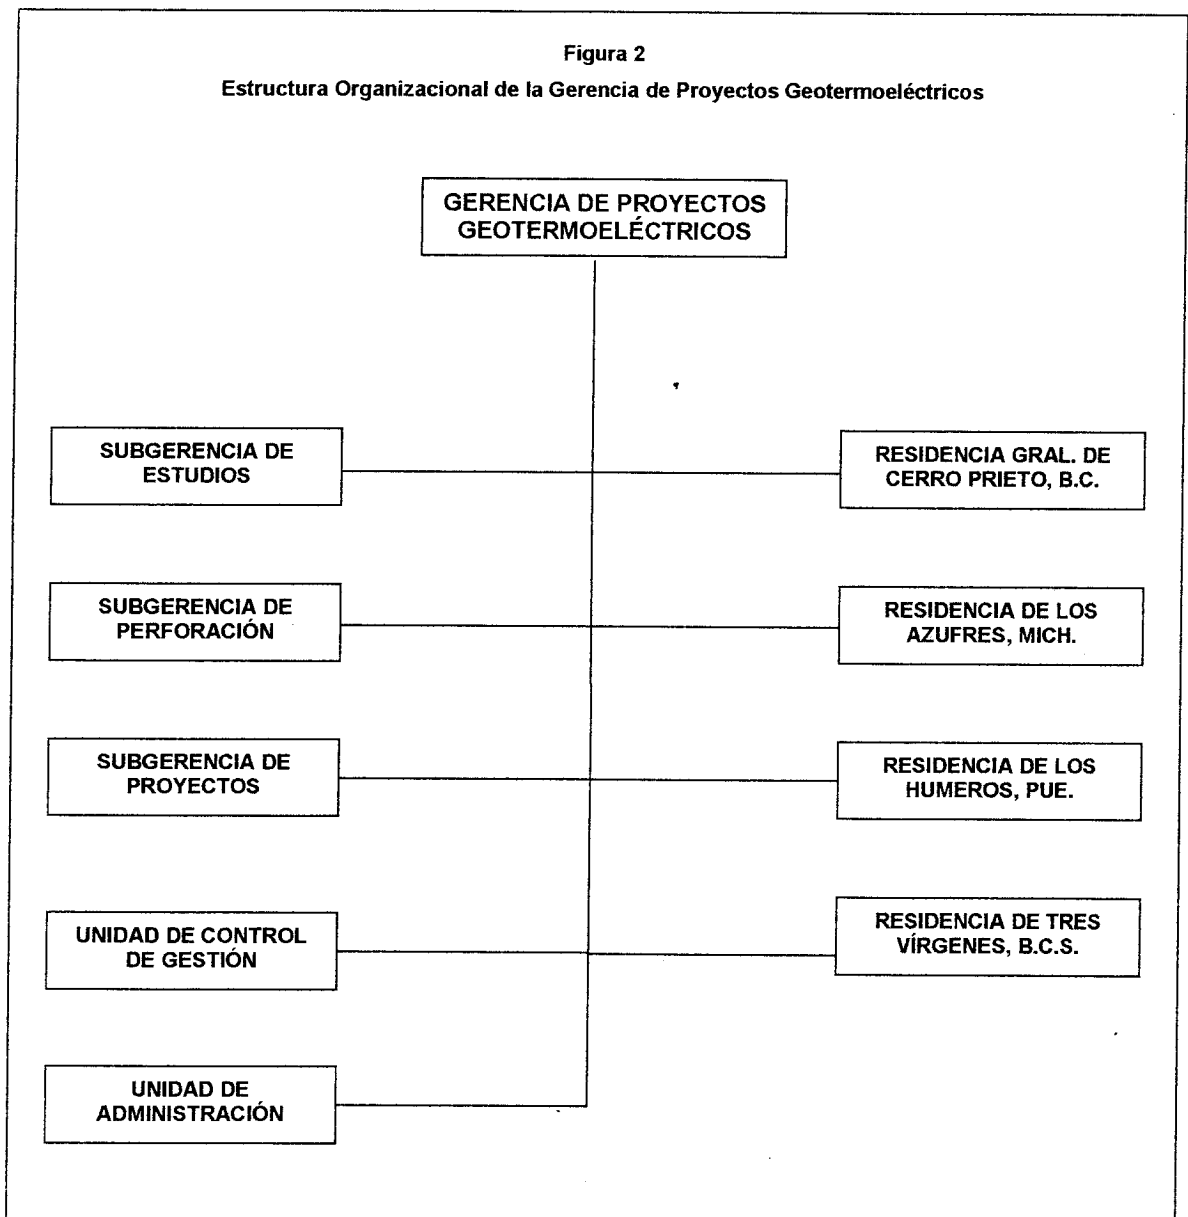 Figura 2
Estructura Organizacional de la Gerencia de Proyectos Geotermoeléctricos
GERENCIA DE PROYECTOS
GEOTERMOELÉCTRICOS
SUBGERENCIA DE
ESTUDIOS
RESIDENCIA GRAL. DE
CERRO PRIETO, B.C.
SUBGERENCIA DE
PERFORACIÓN
RESIDENCIA DE LOS
AZUFRES, MICH.
SUBGERENCIA DE
PROYECTOS
RESIDENCIA DE LOS
HUMEROS, PUE.
UNIDAD DE CONTROL
DE GESTIÓN
RESIDENCIA DE TRES
VÍRGENES, B.C.S.
UNIDAD DE
ADMINISTRACIÓN